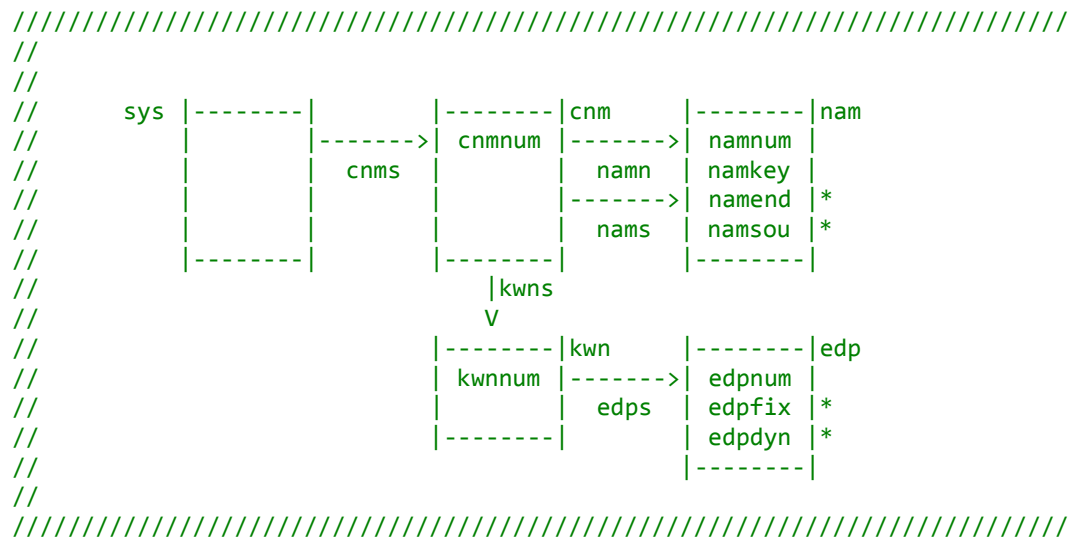 ////////////////////////////////////////////////////////////////////////////
//
//
//      sys |--------|        |--------|cnm     |--------|nam
//          |        |------->| cnmnum |------->| namnum |
//          |        |  cnms  |        |  namn  | namkey |
//          |        |        |        |------->| namend |*
//          |        |        |        |  nams  | namsou |*
//          |--------|        |--------|        |--------|
//                                |kwns
//                                V
//                            |--------|kwn     |--------|edp
//                            | kwnnum |------->| edpnum |
//                            |        |  edps  | edpfix |*
//                            |--------|        | edpdyn |*
//                                              |--------|
//
////////////////////////////////////////////////////////////////////////////